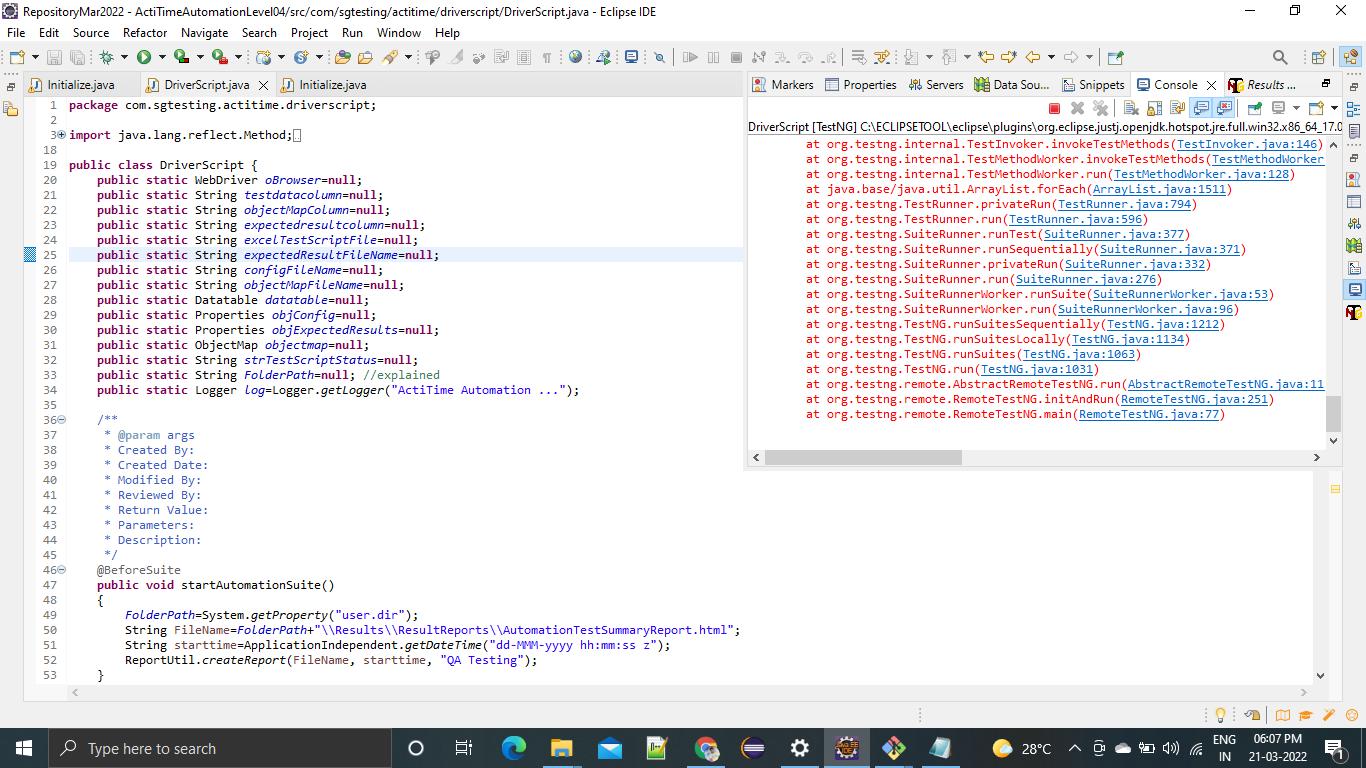 RepositoryMar2022 - ActiTimeAutomationLevel04/src/com/sgtesting/actitime/driverscript/DriverScript.java - Eclipse IDE
File Edit Source Refactor Navigate Search Project Run Window Help
Initialize.java DriverScript.java Initialize.java
1 package com.sgtesting.actitime.driverscript;
2
3 import java.lang.reflect.Method;
18
19 public class DriverScript {
20 public static WebDriver oBrowser=null;
21 public static String testdatacolumn=null;
22 public static String objectMapColumn=null;
23 public static String expectedresultcolumn=null;
24 public static String excelTestScriptFile=null;
25 public static String expectedResultFileName=null;
26 public static String configFileName=null;
27 public static String objectMapFileName=null;
28 public static Datatable datatable=null;
29 public static Properties objConfig=null;
30 public static Properties objExpectedResults=null;
31 public static ObjectMap objectmap=null;
32 public static String strTestScriptStatus=null;
33 public static String FolderPath=null; //explained
34 public static Logger log=Logger.getLogger("ActiTime Automation ...");
35
36 /**
37 * @param args
38 * Created By:
39 * Created Date:
40 * Modified By:
41 * Reviewed By:
42 * Return Value:
43 * Parameters:
44 * Description:
45 */
46 @BeforeSuite
47 public void startAutomationSuite()
48 {
49 FolderPath=System.getProperty("user.dir");
50 String FileName=FolderPath+"\\Results\\ResultReports\\AutomationTestSummaryReport.html";
51 String starttime=ApplicationIndependent.getDateTime("dd-MMM-yyyy hh:mm:ss z");
52 ReportUtil.createReport(FileName, starttime, "QA Testing");
53 }
Markers Properties Servers Data Sou... Snippets Console Results ...
DriverScript [TestNG] C:\ECLIPSETOOL\eclipse\plugins\org.eclipse.justj.openjdk.hotspot.jre.full.win32.x86_64_17.0
at org.testng.internal.TestInvoker.invokeTestMethods(TestInvoker.java:146)
at org.testng.internal.TestMethodWorker.invokeTestMethods(TestMethodWorker
at org.testng.internal.TestMethodWorker.run(TestMethodWorker.java:128)
at java.base/java.util.ArrayList.forEach(ArrayList.java:1511)
at org.testng.TestRunner.privateRun(TestRunner.java:794)
at org.testng.TestRunner.run(TestRunner.java:596)
at org.testng.SuiteRunner.runTest(SuiteRunner.java:377)
at org.testng.SuiteRunner.runSequentially(SuiteRunner.java:371)
at org.testng.SuiteRunner.privateRun(SuiteRunner.java:332)
at org.testng.SuiteRunner.run(SuiteRunner.java:276)
at org.testng.SuiteRunnerWorker.runSuite(SuiteRunnerWorker.java:53)
at org.testng.SuiteRunnerWorker.run(SuiteRunnerWorker.java:96)
at org.testng.TestNG.runSuitesSequentially(TestNG.java:1212)
at org.testng.TestNG.runSuitesLocally(TestNG.java:1134)
at org.testng.TestNG.runSuites(TestNG.java:1063)
at org.testng.TestNG.run(TestNG.java:1031)
at org.testng.remote.AbstractRemoteTestNG.run(AbstractRemoteTestNG.java:11
at org.testng.remote.RemoteTestNG.initAndRun(RemoteTestNG.java:251)
at org.testng.remote.RemoteTestNG.main(RemoteTestNG.java:77)
Type here to search
28°C
ENG
IN
06:07 PM
21-03-2022
1